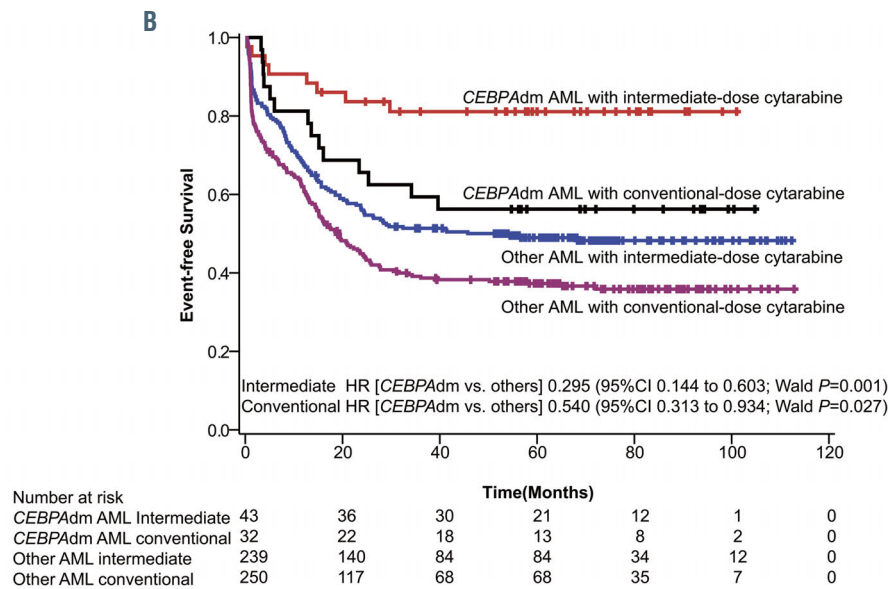 B
1.0
0.8
0.6
0.4
0.2
0.0
Event-free Survival
CEBPAdm AML with intermediate-dose cytarabine
CEBPAdm AML with conventional-dose cytarabine
Other AML with intermediate-dose cytarabine
Other AML with conventional-dose cytarabine
Intermediate HR [CEBPAdm vs. others] 0.295 (95%CI 0.144 to 0.603; Wald P=0.001)
Conventional HR [CEBPAdm vs. others] 0.540 (95%CI 0.313 to 0.934; Wald P=0.027)
0 20 40 60 80 100 120
Time(Months)
Number at risk
CEBPAdm AML Intermediate 43 36 30 21 12 1 0
CEBPAdm AML conventional 32 22 18 13 8 2 0
Other AML intermediate 239 140 84 84 34 12 0
Other AML conventional 250 117 68 68 35 7 0